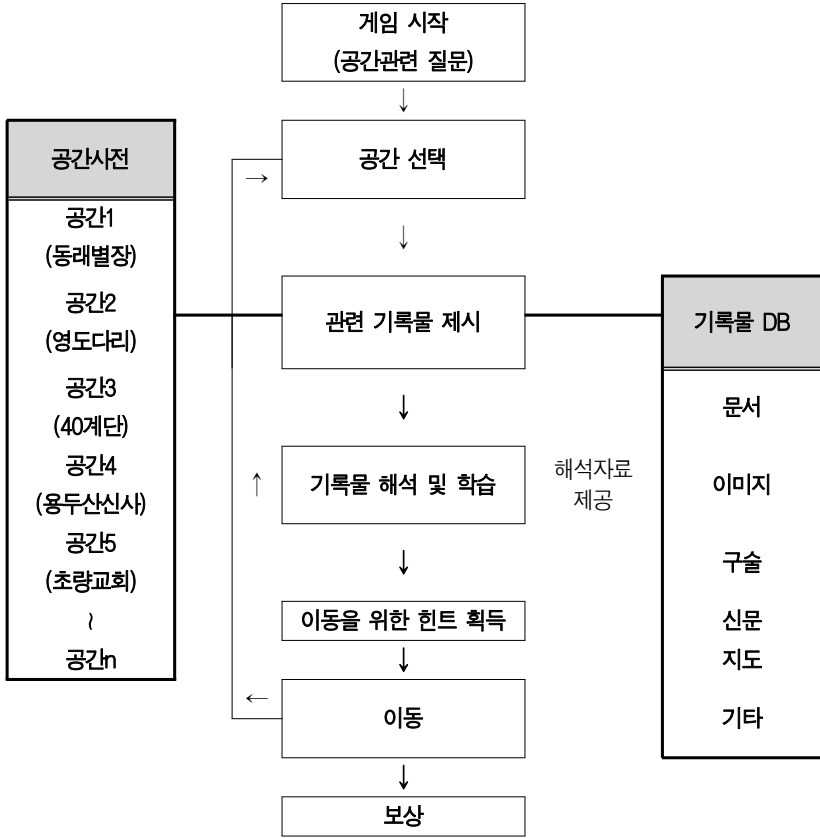 게임 시작
(공간관련 질문)
↓
공간 선택
↓
관련 기록물 제시
↓
기록물 해석 및 학습
↓
이동을 위한 힌트 획득
↓
이동
↓
보상
→
↑
←
공간사전
공간1
(동래별장)
공간2
(영도다리)
공간3
(40계단)
공간4
(용두산신사)
공간5
(초량교회)
~
공간n
해석자료
제공
기록물 DB
문서
이미지
구술
신문
지도
기타